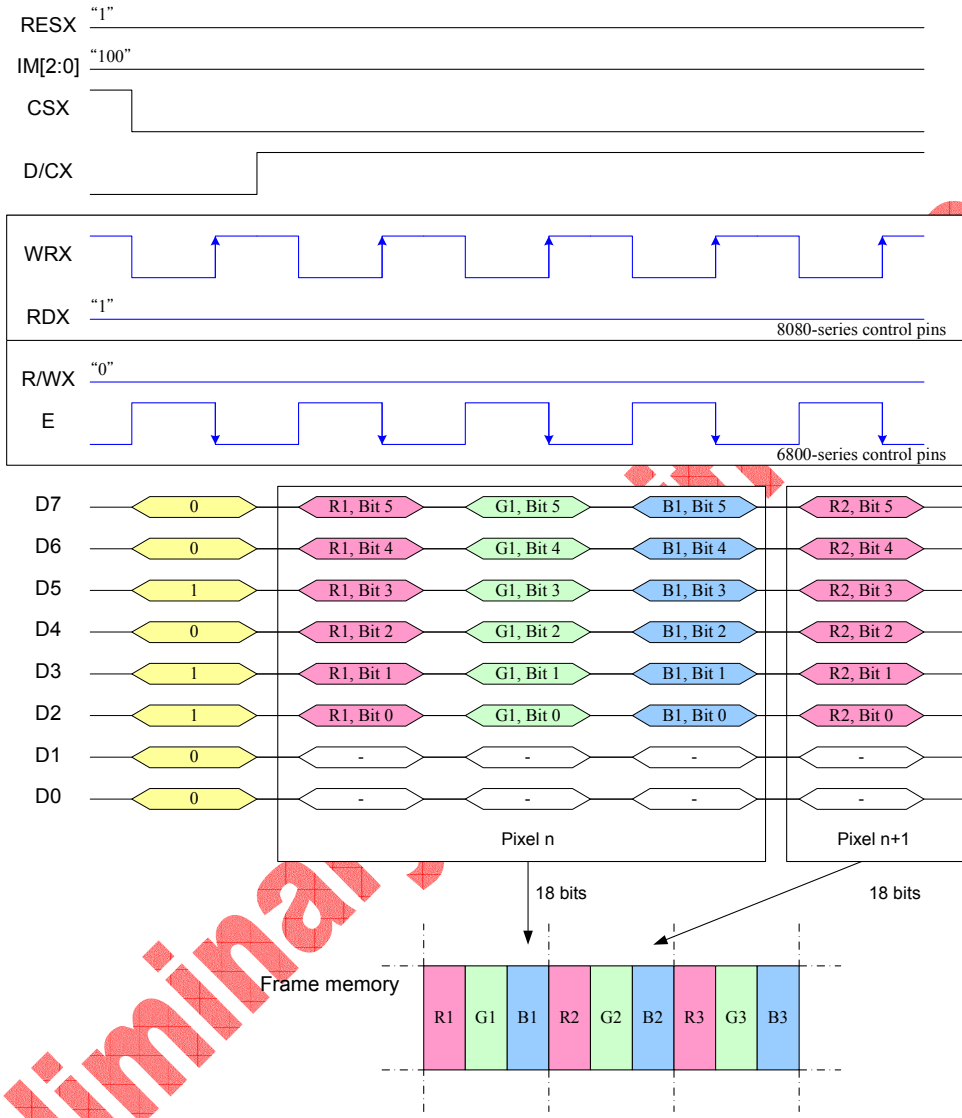 RESX "1"
IM[2:0] "100"
CSX
D/CX
WRX
RDX "1"
8080-series control pins
R/WX "0"
E
6800-series control pins
D7 0 R1, Bit 5 G1, Bit 5 B1, Bit 5 R2, Bit 5
D6 0 R1, Bit 4 G1, Bit 4 B1, Bit 4 R2, Bit 4
D5 1 R1, Bit 3 G1, Bit 3 B1, Bit 3 R2, Bit 3
D4 0 R1, Bit 2 G1, Bit 2 B1, Bit 2 R2, Bit 2
D3 1 R1, Bit 1 G1, Bit 1 B1, Bit 1 R2, Bit 1
D2 1 R1, Bit 0 G1, Bit 0 B1, Bit 0 R2, Bit 0
D1 0 - - - -
D0 0 - - - -
Pixel n Pixel n+1
18 bits 18 bits
Frame memory
R1 G1 B1 R2 G2 B2 R3 G3 B3